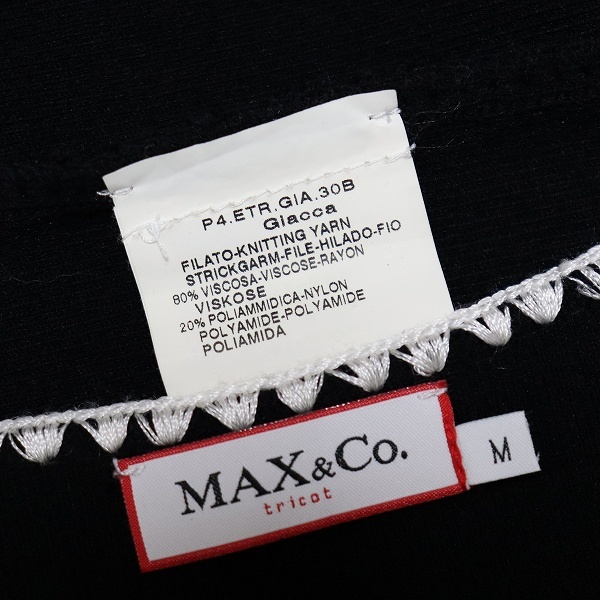 P4.ETR.GIA.30B
Giacca
FILATO-KNITTING YARN
STRICKGARM-FILE-HILADO-FIO
80% VISCOSA-VISCOSE-RAYON
VISKOSE
20% POLIAMMIDICA-NYLON
POLYAMIDE-POLYAMIDE
POLIAMIDA
MAX&Co.
tricot
M